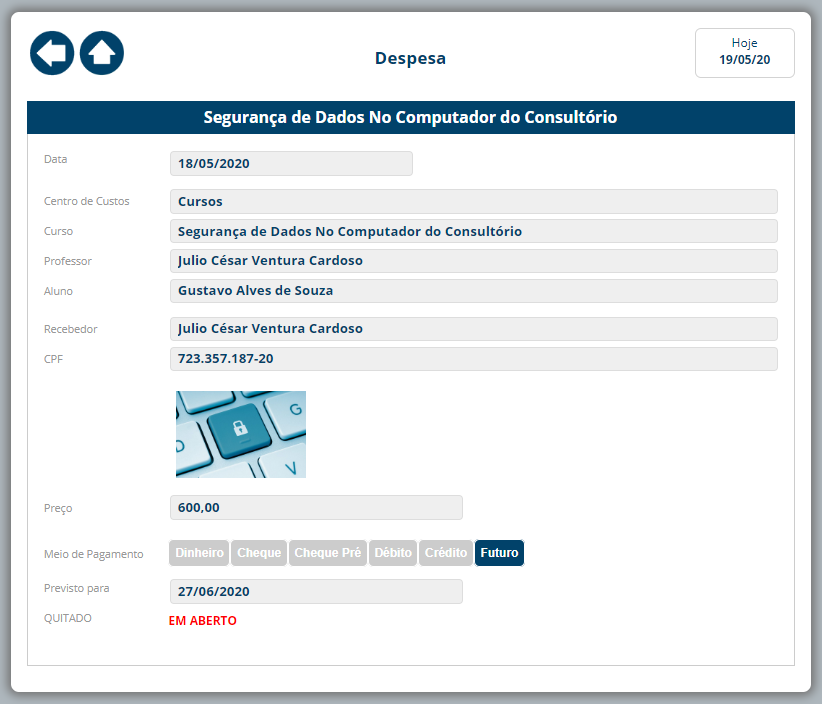 Despesa
Hoje
19/05/20
Segurança de Dados No Computador do Consultório
Data 18/05/2020
Centro de Custos Cursos
Curso Segurança de Dados No Computador do Consultório
Professor Julio César Ventura Cardoso
Aluno Gustavo Alves de Souza
Recebedor Julio César Ventura Cardoso
CPF 723.357.187-20
G
D
V
Preço 600,00
Meio de Pagamento Dinheiro Cheque Cheque Pré Débito Crédito Futuro
Previsto para 27/06/2020
QUITADO EM ABERTO